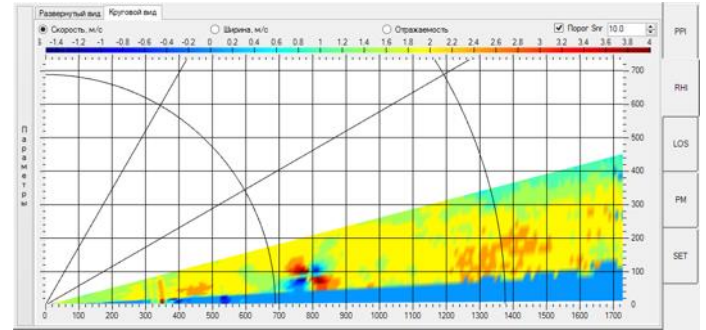 Развернутый вид Круговой вид
Скорость, м/с Ширина, м/с Отражаемость Порог Snr 10.0
-1.4 -1.2 -1 -0.8 -0.6 -0.4 -0.2 0 0.2 0.4 0.6 0.8 1 1.2 1.4 1.6 1.8 2 2.2 2.4 2.6 2.8 3 3.2 3.4 3.6 3.8 4
Параметры
700
600
500
400
300
200
100
0
0 100 200 300 400 500 600 700 800 900 1000 1100 1200 1300 1400 1500 1600 1700
PPI
RHI
LOS
PM
SET